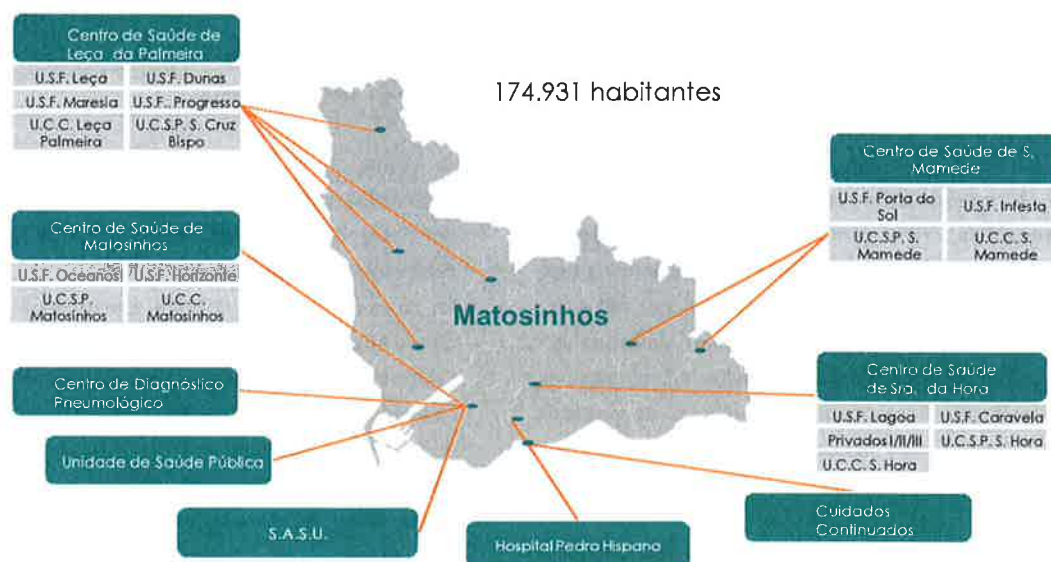 Centro de Saúde de
Leça da Palmeira
U.S.F. Leça
U.S.F. Dunas
U.S.F. Maresia
U.S.F.. Progresso
U.C.C. Leça
Palmeira
U.C.S.P. S. Cruz
Bispo
174.931 habitantes
Centro de Saúde de S.
Mamede
U.S.F. Porta do
Sol
U.S.F. Infesta
U.C.S.P. S.
Mamede
U.C.C. S.
Mamede
Centro de Saúde de
Matosinhos
U.S.F. Oceanos
U.S.F. Horizonte
U.C.S.P.
Matosinhos
U.C.C.
Matosinhos
Matosinhos
Centro de Diagnóstico
Pneumológico
Centro de Saúde
de Sra. da Hora
U.S.F. Lagoa
U.S.F. Caravela
Privados I/II/III
U.C.S.P. S. Hora
U.C.C. S. Hora
Unidade de Saúde Pública
S.A.S.U.
Hospital Pedro Hispano
Cuidados
Continuados